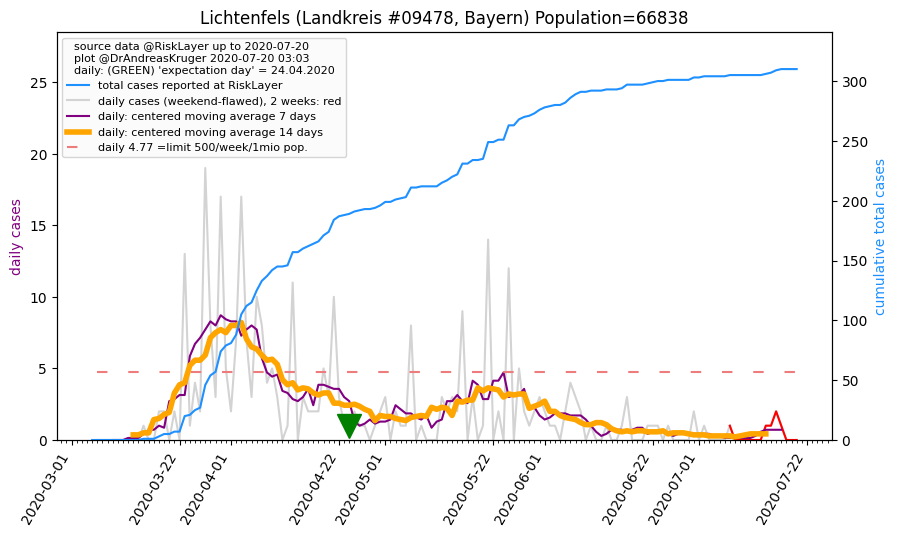 Lichtenfels (Landkreis #09478, Bayern) Population=66838
source data @RiskLayer up to 2020-07-20
plot @DrAndreasKruger 2020-07-20 03:03
daily: (GREEN) 'expectation day' = 24.04.2020
total cases reported at RiskLayer
daily cases (weekend-flawed), 2 weeks: red
daily: centered moving average 7 days
daily: centered moving average 14 days
daily 4.77 =limit 500/week/1mio pop.
daily cases
25
20
15
10
5
0
cumulative total cases
300
250
200
150
100
50
0
2020-03-01
2020-03-22
2020-04-01
2020-04-22
2020-05-01
2020-05-22
2020-06-01
2020-06-22
2020-07-01
2020-07-22